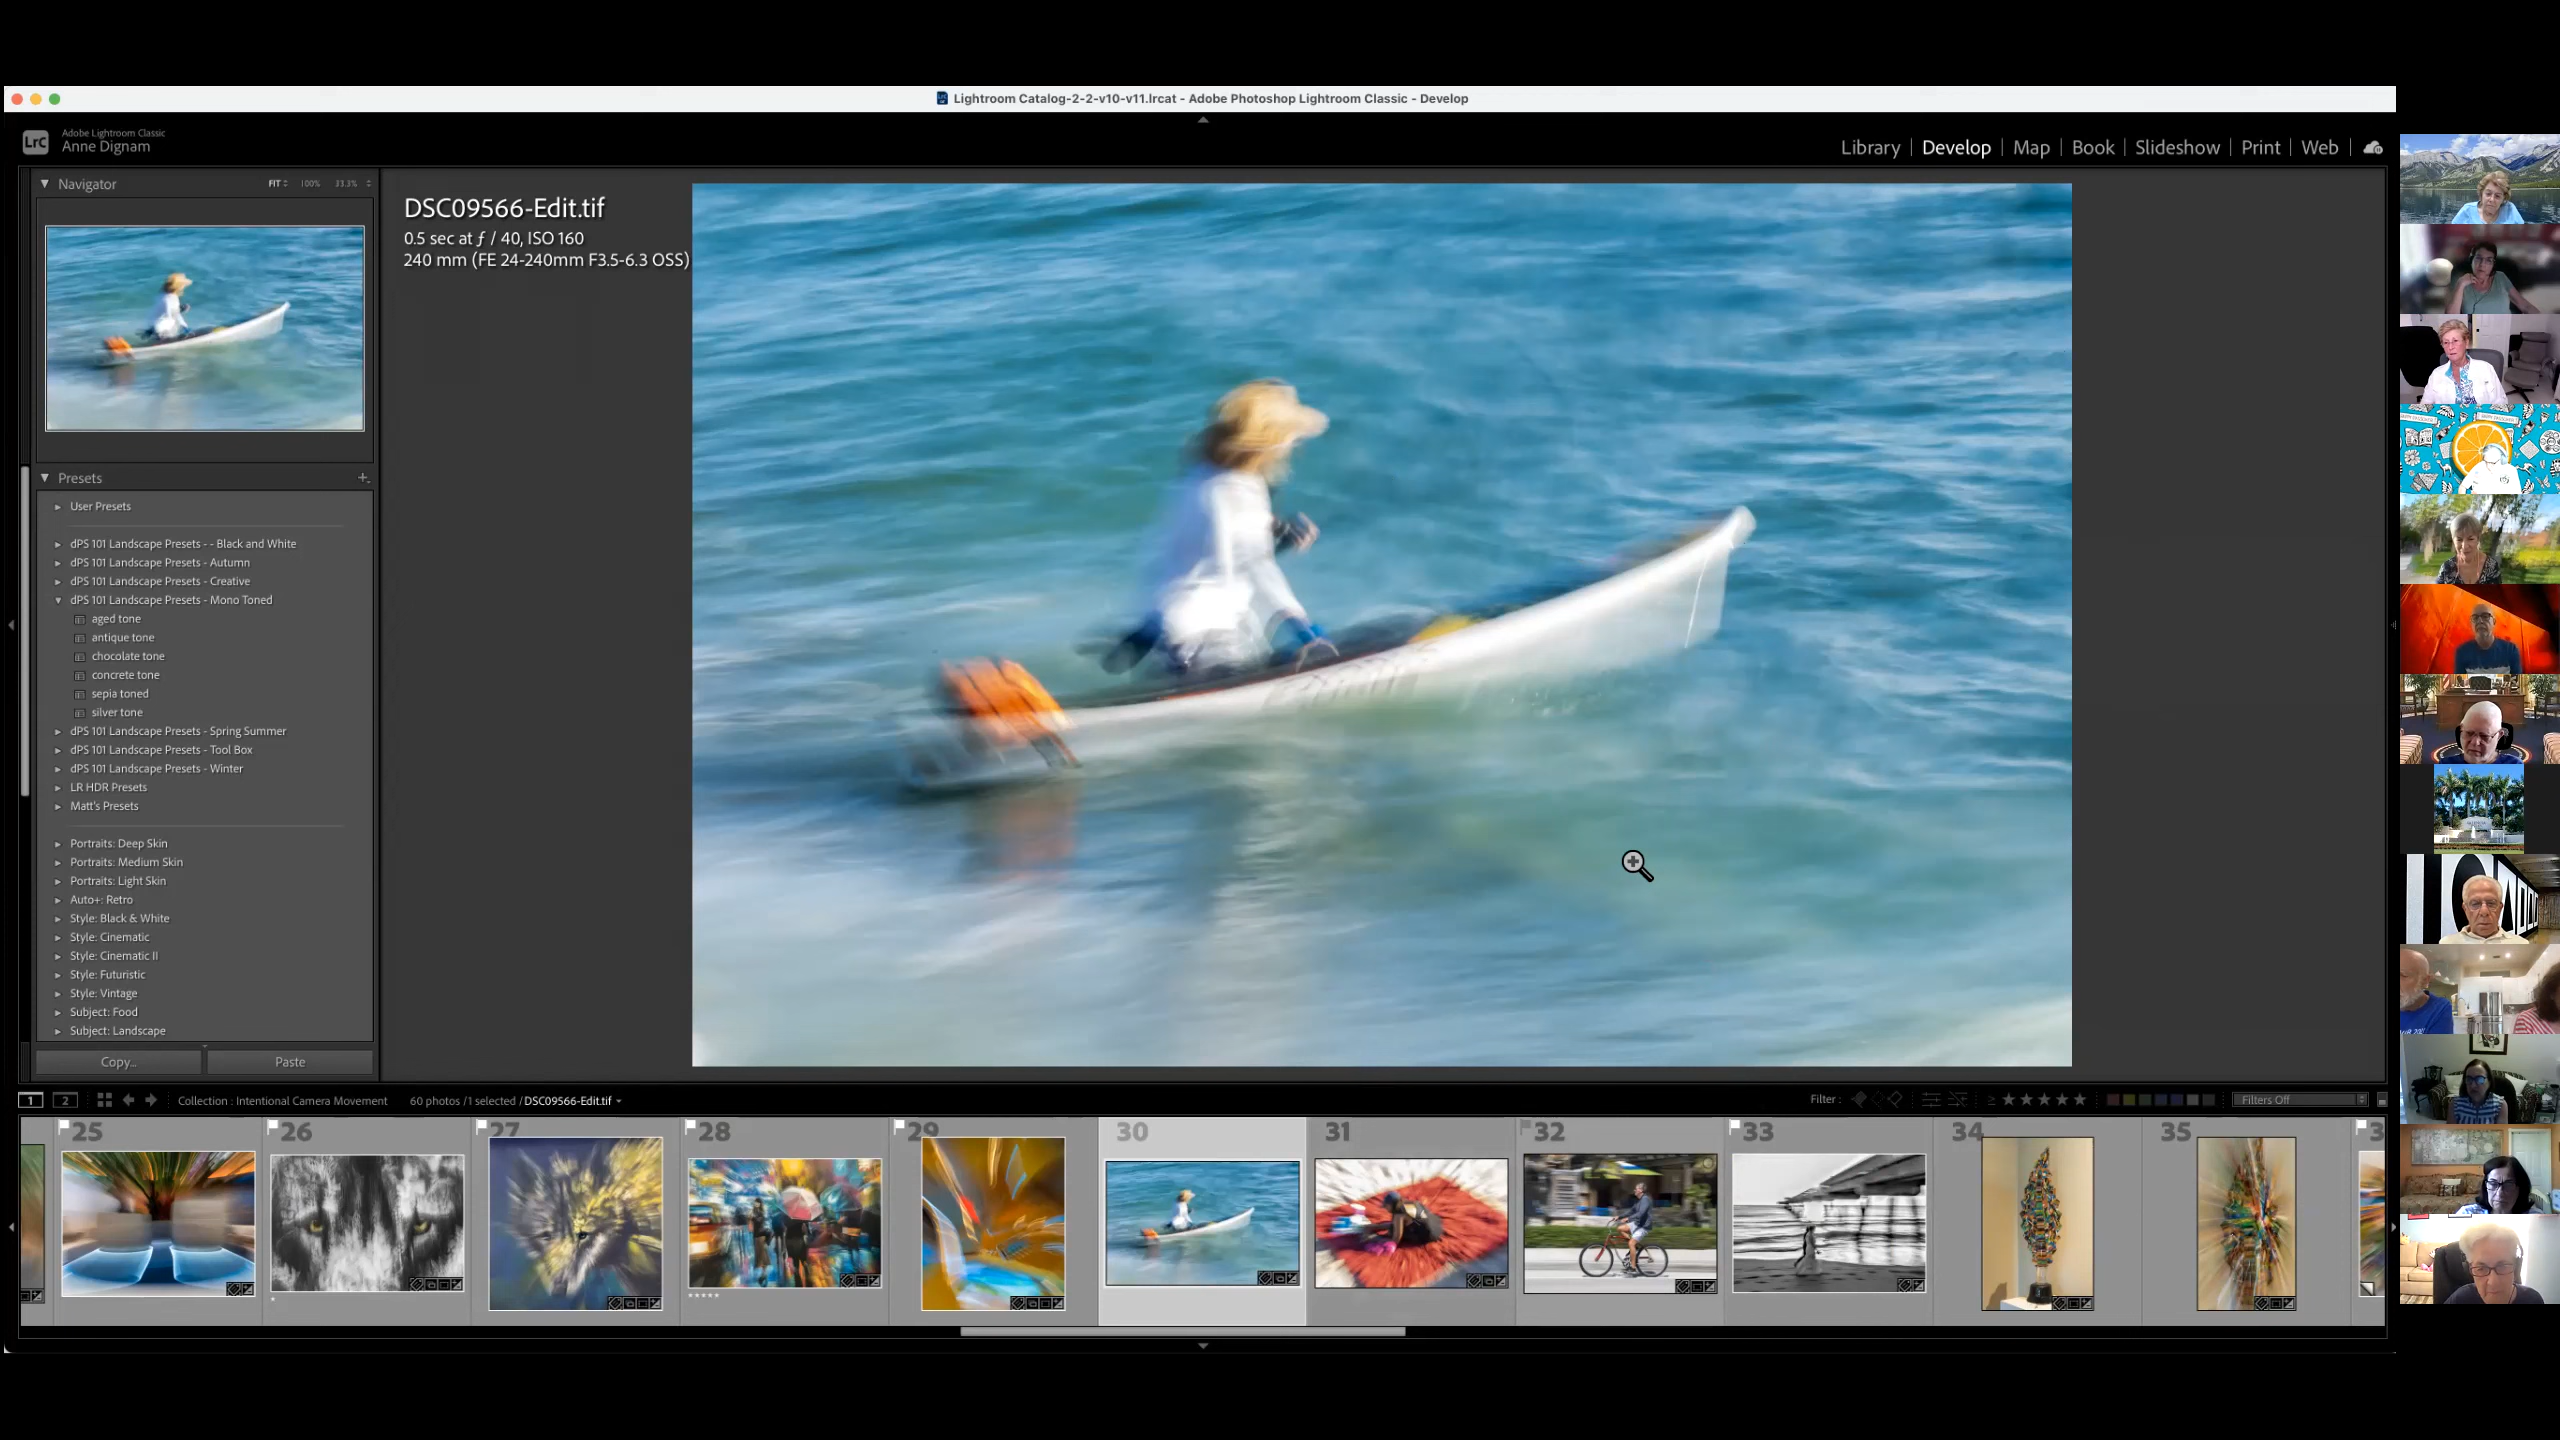 Lightroom Catalog-2-2-v10-v11.lrcat - Adobe Photoshop Lightroom Classic - Develop
LrC
Adobe Lightroom Classic
Anne Dignam
Library | Develop | Map | Book | Slideshow | Print | Web
Navigator
FIT 100% 33.3%
DSC09566-Edit.tif
0.5 sec at ƒ / 40, ISO 160
240 mm (FE 24-240mm F3.5-6.3 OSS)
Presets
User Presets
dPS 101 Landscape Presets - - Black and White
dPS 101 Landscape Presets - Autumn
dPS 101 Landscape Presets - Creative
dPS 101 Landscape Presets - Mono Toned
aged tone
antique tone
chocolate tone
concrete tone
sepia toned
silver tone
dPS 101 Landscape Presets - Spring Summer
dPS 101 Landscape Presets - Tool Box
dPS 101 Landscape Presets - Winter
LR HDR Presets
Matt's Presets
Portraits: Deep Skin
Portraits: Medium Skin
Portraits: Light Skin
Auto+: Retro
Style: Black & White
Style: Cinematic
Style: Cinematic II
Style: Futuristic
Style: Vintage
Subject: Food
Subject: Landscape
Copy... Paste
1 2 Collection : Intentional Camera Movement 60 photos / 1 selected / DSC09566-Edit.tif
Filter : Filters Off
25 26 27 28 29 30 31 32 33 34 35 3